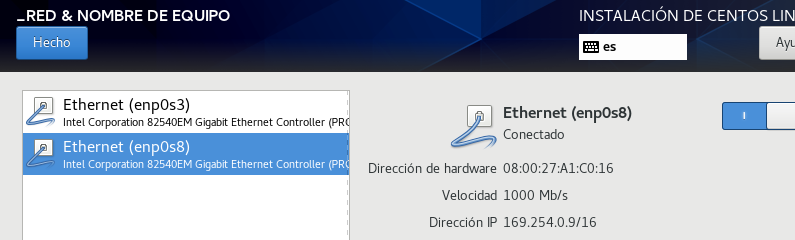 _RED & NOMBRE DE EQUIPO
INSTALACIÓN DE CENTOS LIN
Hecho
es
Ayu
Ethernet (enp0s3)
Intel Corporation 82540EM Gigabit Ethernet Controller (PRO
Ethernet (enp0s8)
Intel Corporation 82540EM Gigabit Ethernet Controller (PRO
Ethernet (enp0s8)
Conectado
Dirección de hardware 08:00:27:A1:C0:16
Velocidad 1000 Mb/s
Dirección IP 169.254.0.9/16